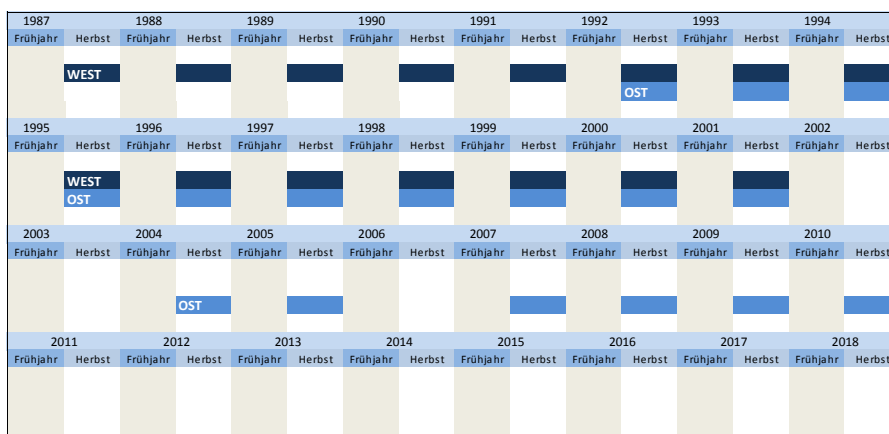 1987 1988 1989 1990 1991 1992 1993 1994
Frühjahr Herbst Frühjahr Herbst Frühjahr Herbst Frühjahr Herbst Frühjahr Herbst Frühjahr Herbst Frühjahr Herbst Frühjahr Herbst
WEST
OST
1995 1996 1997 1998 1999 2000 2001 2002
Frühjahr Herbst Frühjahr Herbst Frühjahr Herbst Frühjahr Herbst Frühjahr Herbst Frühjahr Herbst Frühjahr Herbst Frühjahr Herbst
WEST
OST
2003 2004 2005 2006 2007 2008 2009 2010
Frühjahr Herbst Frühjahr Herbst Frühjahr Herbst Frühjahr Herbst Frühjahr Herbst Frühjahr Herbst Frühjahr Herbst Frühjahr Herbst
OST
2011 2012 2013 2014 2015 2016 2017 2018
Frühjahr Herbst Frühjahr Herbst Frühjahr Herbst Frühjahr Herbst Frühjahr Herbst Frühjahr Herbst Frühjahr Herbst Frühjahr Herbst